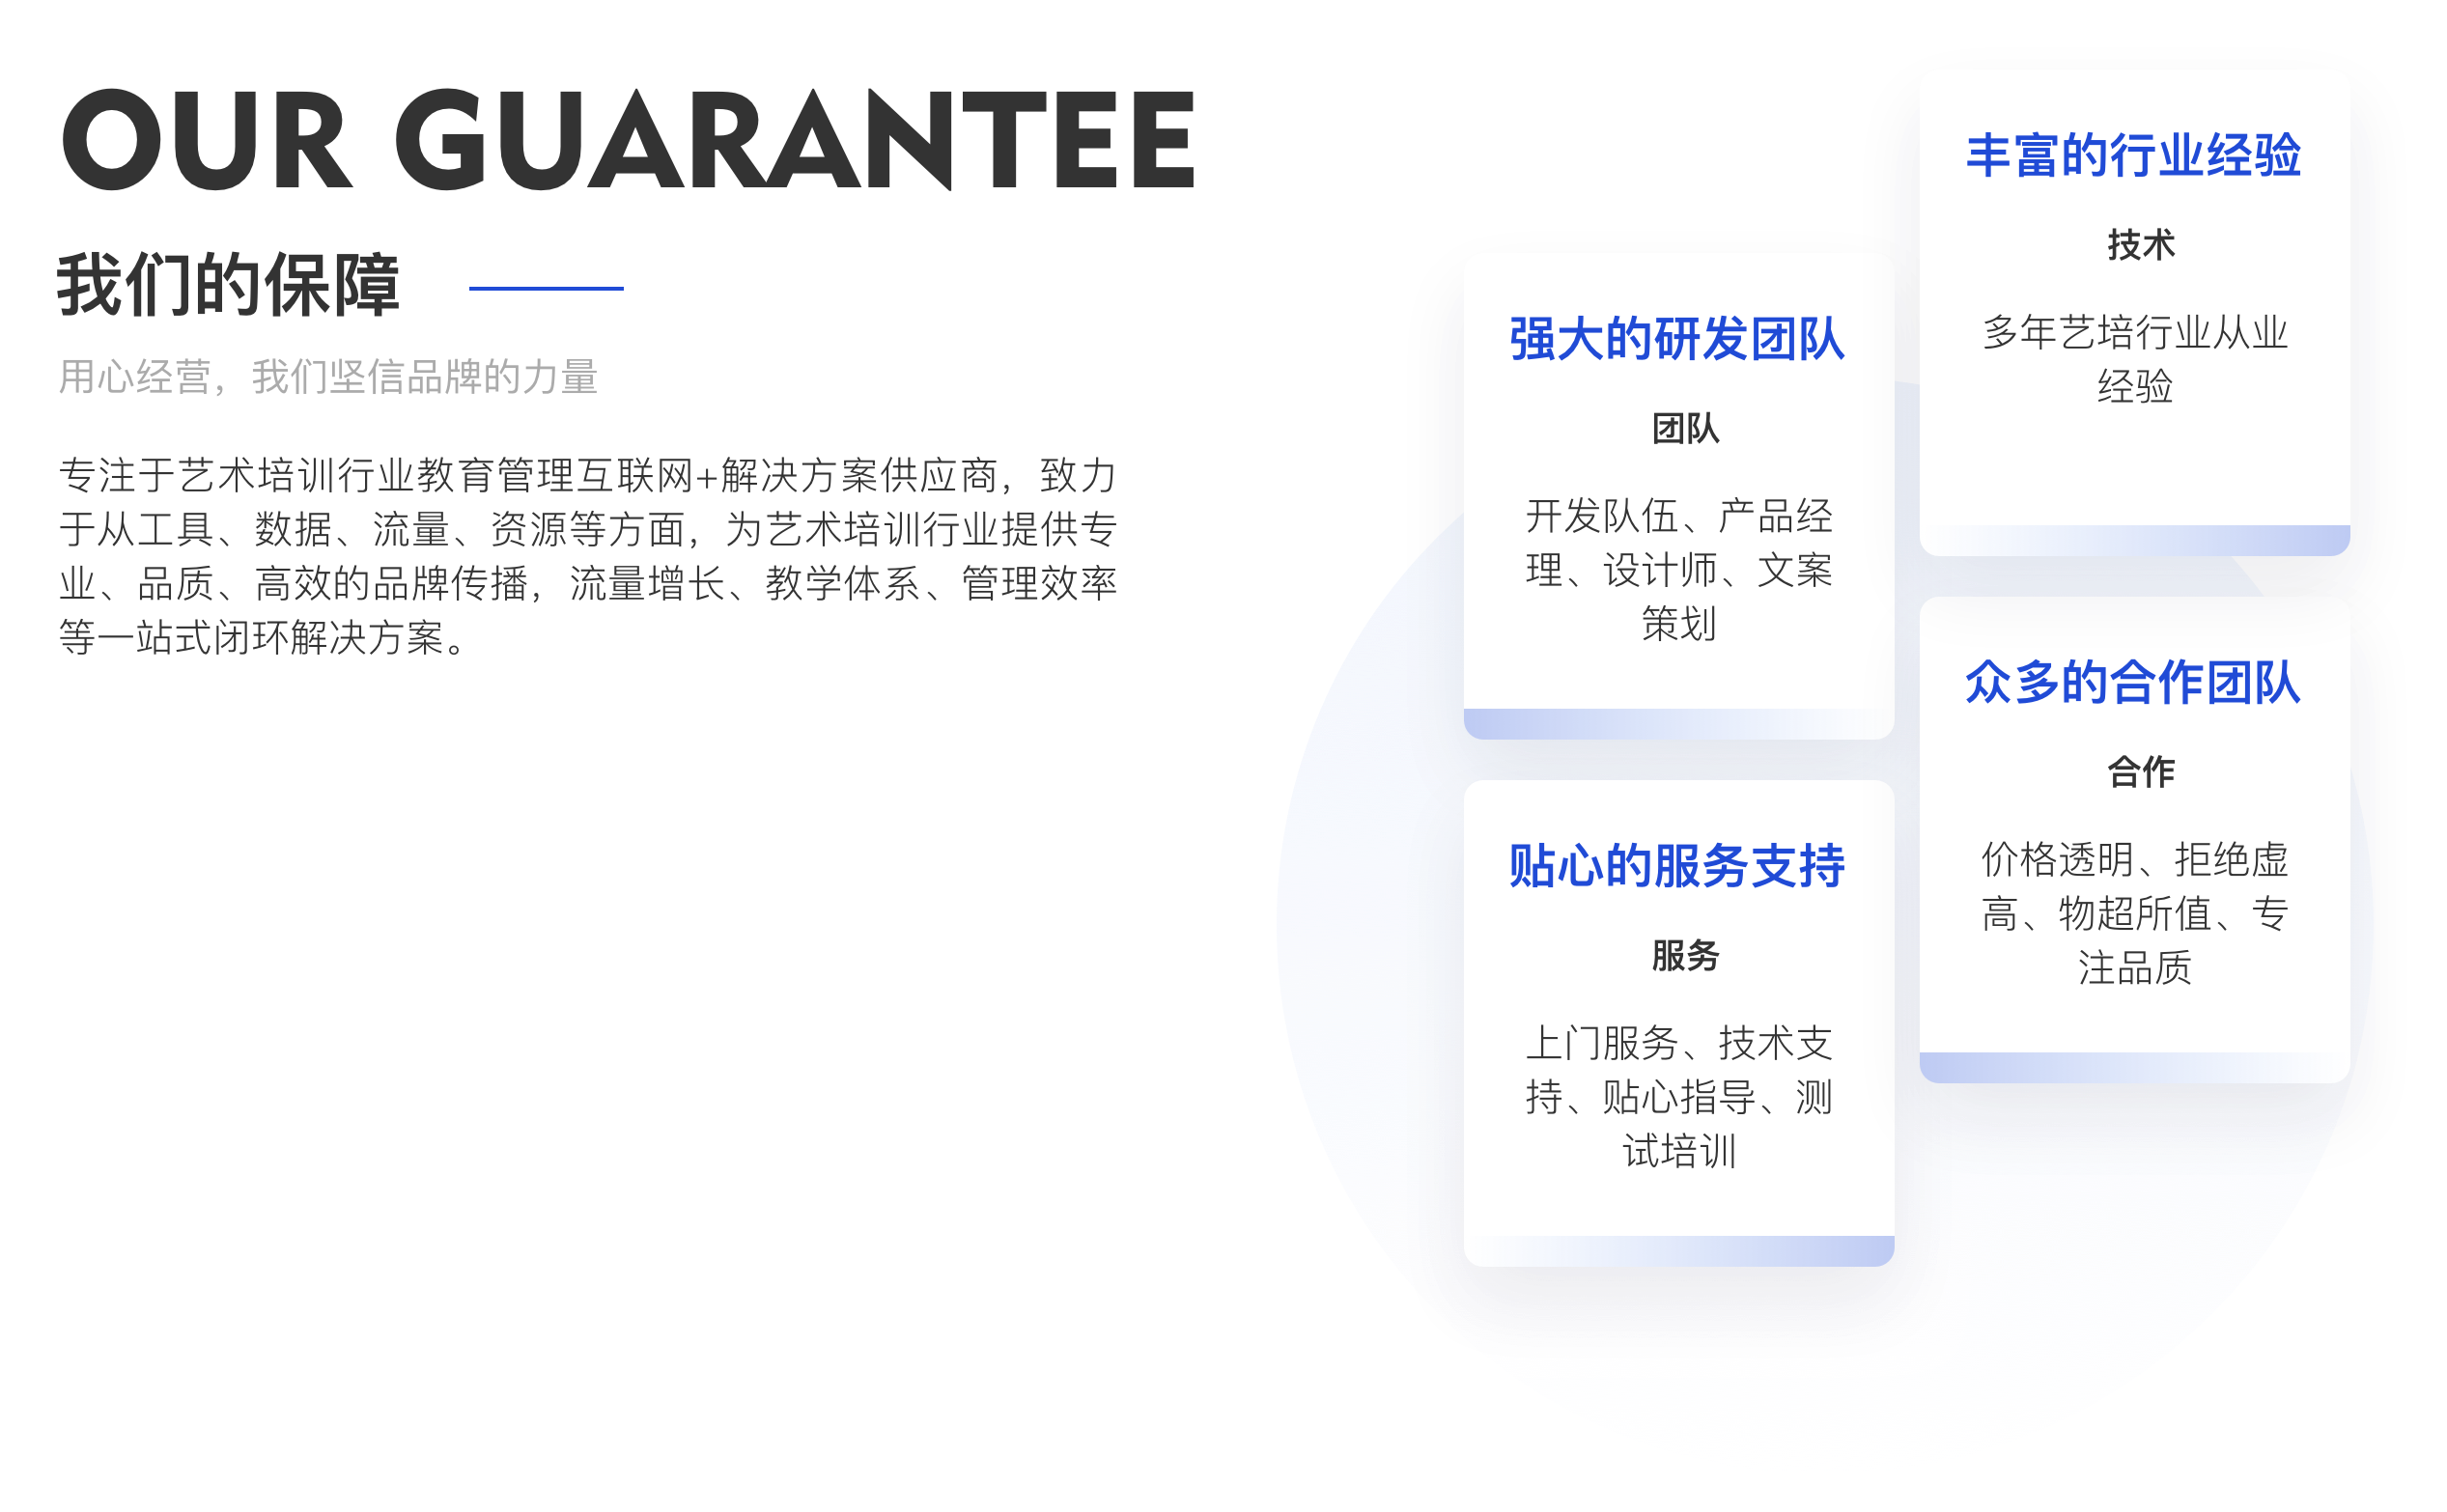 OUR GUARANTEE
我们的保障
用心经营，我们坚信品牌的力量
专注于艺术培训行业教育管理互联网+解决方案供应商，致力
于从工具、数据、流量、资源等方面，为艺术培训行业提供专
业、品质、高效的品牌传播，流量增长、教学体系、管理效率
等一站式闭环解决方案。
强大的研发团队
团队
开发队伍、产品经
理、设计师、文案
策划
贴心的服务支持
服务
上门服务、技术支
持、贴心指导、测
试培训
丰富的行业经验
技术
多年艺培行业从业
经验
众多的合作团队
合作
价格透明、拒绝虚
高、物超所值、专
注品质